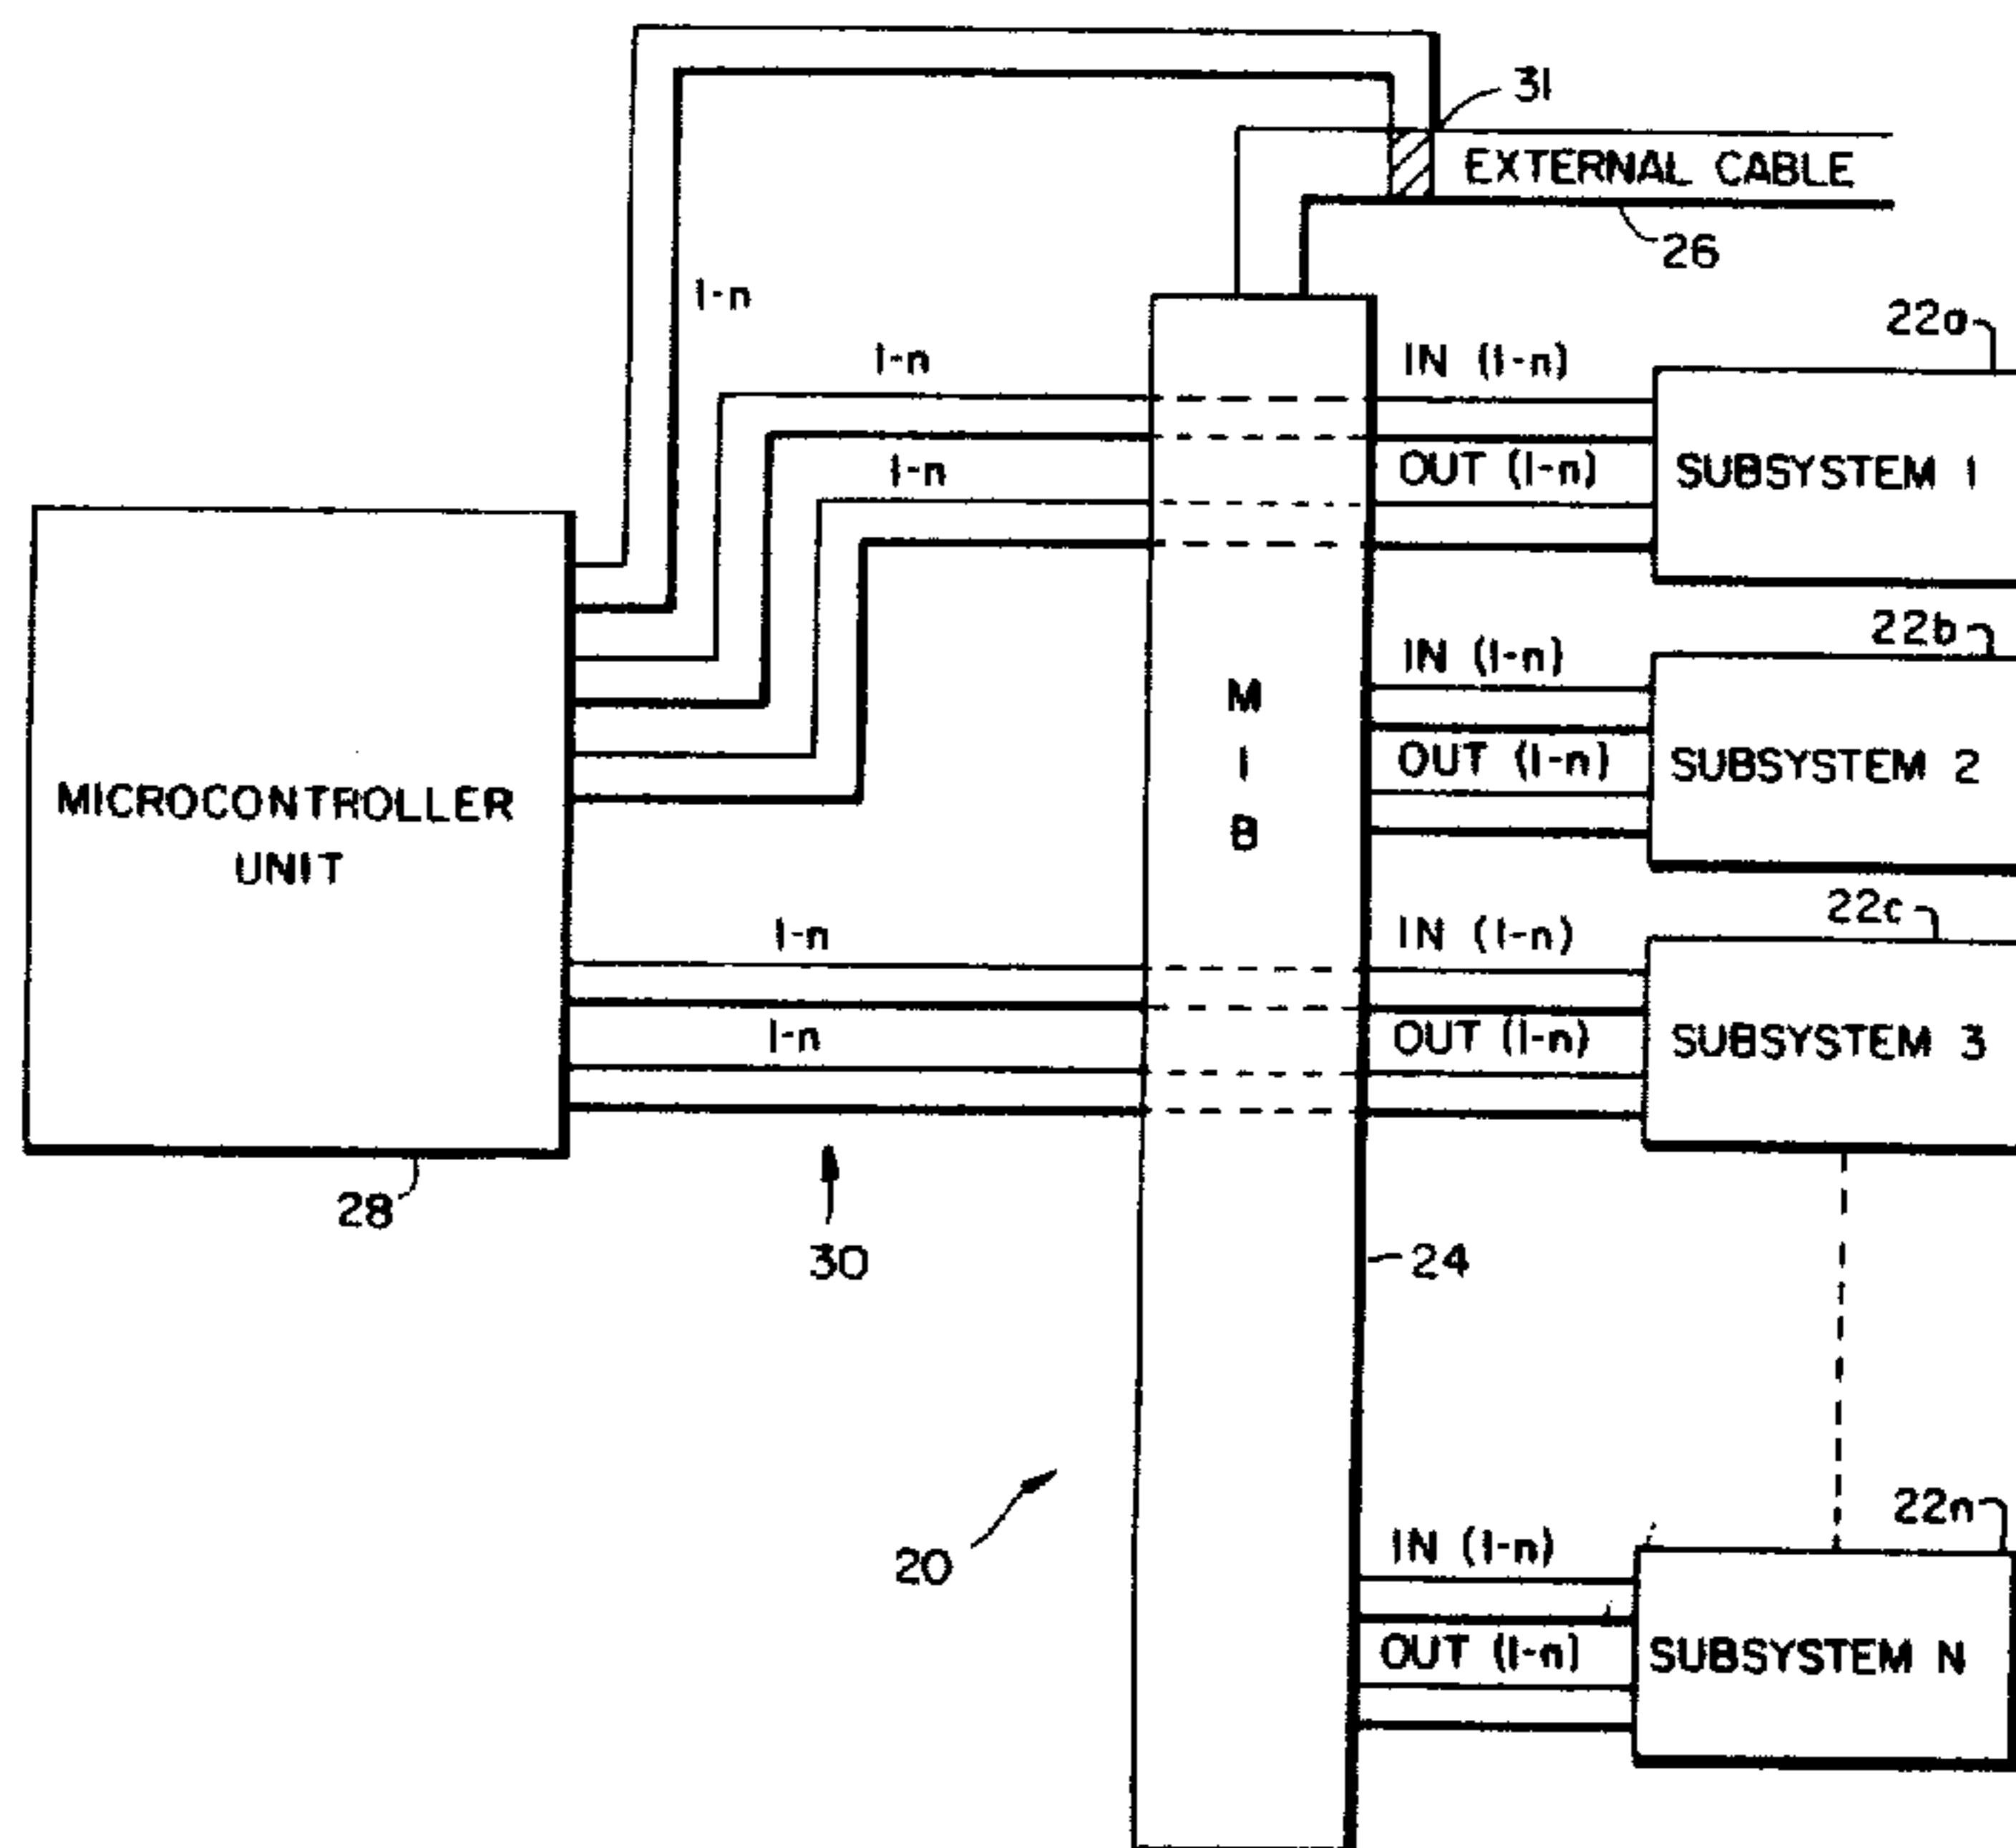 31
EXTERNAL CABLE
26
1-n
22a
1-n
IN (1-n)
1-n
OUT (1-n)
SUBSYSTEM 1
22b
IN (1-n)
M
I
B
OUT (1-n)
SUBSYSTEM 2
MICROCONTROLLER
UNIT
22c
1-n
IN (1-n)
1-n
OUT (1-n)
SUBSYSTEM 3
28
30
24
22n
20
IN (1-n)
OUT (1-n)
SUBSYSTEM N